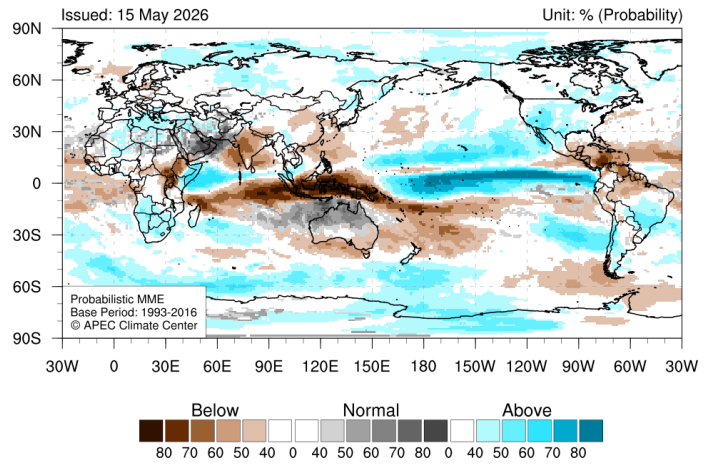 Issued: 15 May 2026 Unit: % (Probability)
90N
60N
30N
0
30S
60S
90S
Probabilistic MME
Base Period: 1993-2016
© APEC Climate Center
30W 0 30E 60E 90E 120E 150E 180 150W 120W 90W 60W 30W
Below Normal Above
80 70 60 50 40 0 40 50 60 70 80 0 40 50 60 70 80